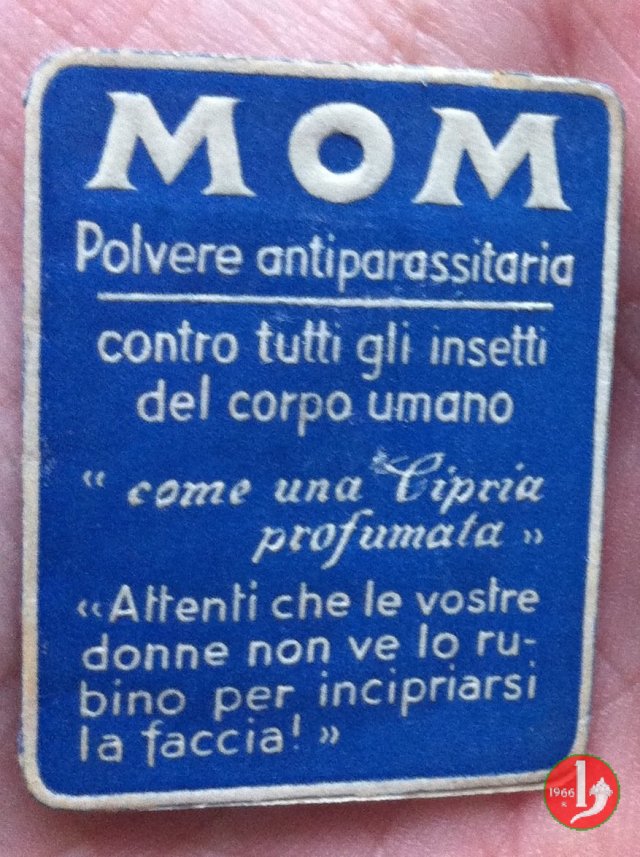 MOM
Polvere antiparassitaria
contro tutti gli insetti
del corpo umano
“ come una Cipria
profumata »
«Attenti che le vostre
donne non ve lo ru-
bino per incipriarsi
la faccia! »
1966